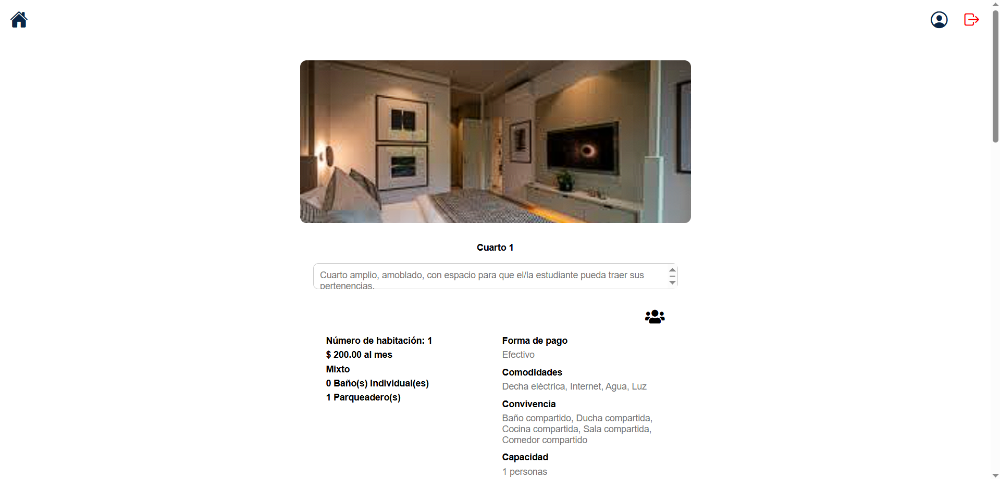 Cuarto 1
Cuarto amplio, amoblado, con espacio para que el/la estudiante pueda traer sus
pertenencias.
Número de habitación: 1
$ 200.00 al mes
Mixto
0 Baño(s) Individual(es)
1 Parqueadero(s)
Forma de pago
Efectivo
Comodidades
Decha eléctrica, Internet, Agua, Luz
Convivencia
Baño compartido, Ducha compartida,
Cocina compartida, Sala compartida,
Comedor compartido
Capacidad
1 personas